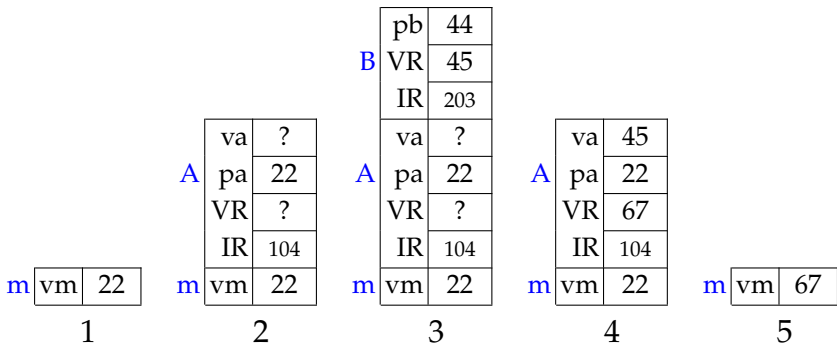 pb 44
B VR 45
IR 203
va ? va ? va 45
A pa 22 A pa 22 A pa 22
VR ? VR ? VR 67
IR 104 IR 104 IR 104
m vm 22 m vm 22 m vm 22 m vm 22 m vm 67
1 2 3 4 5